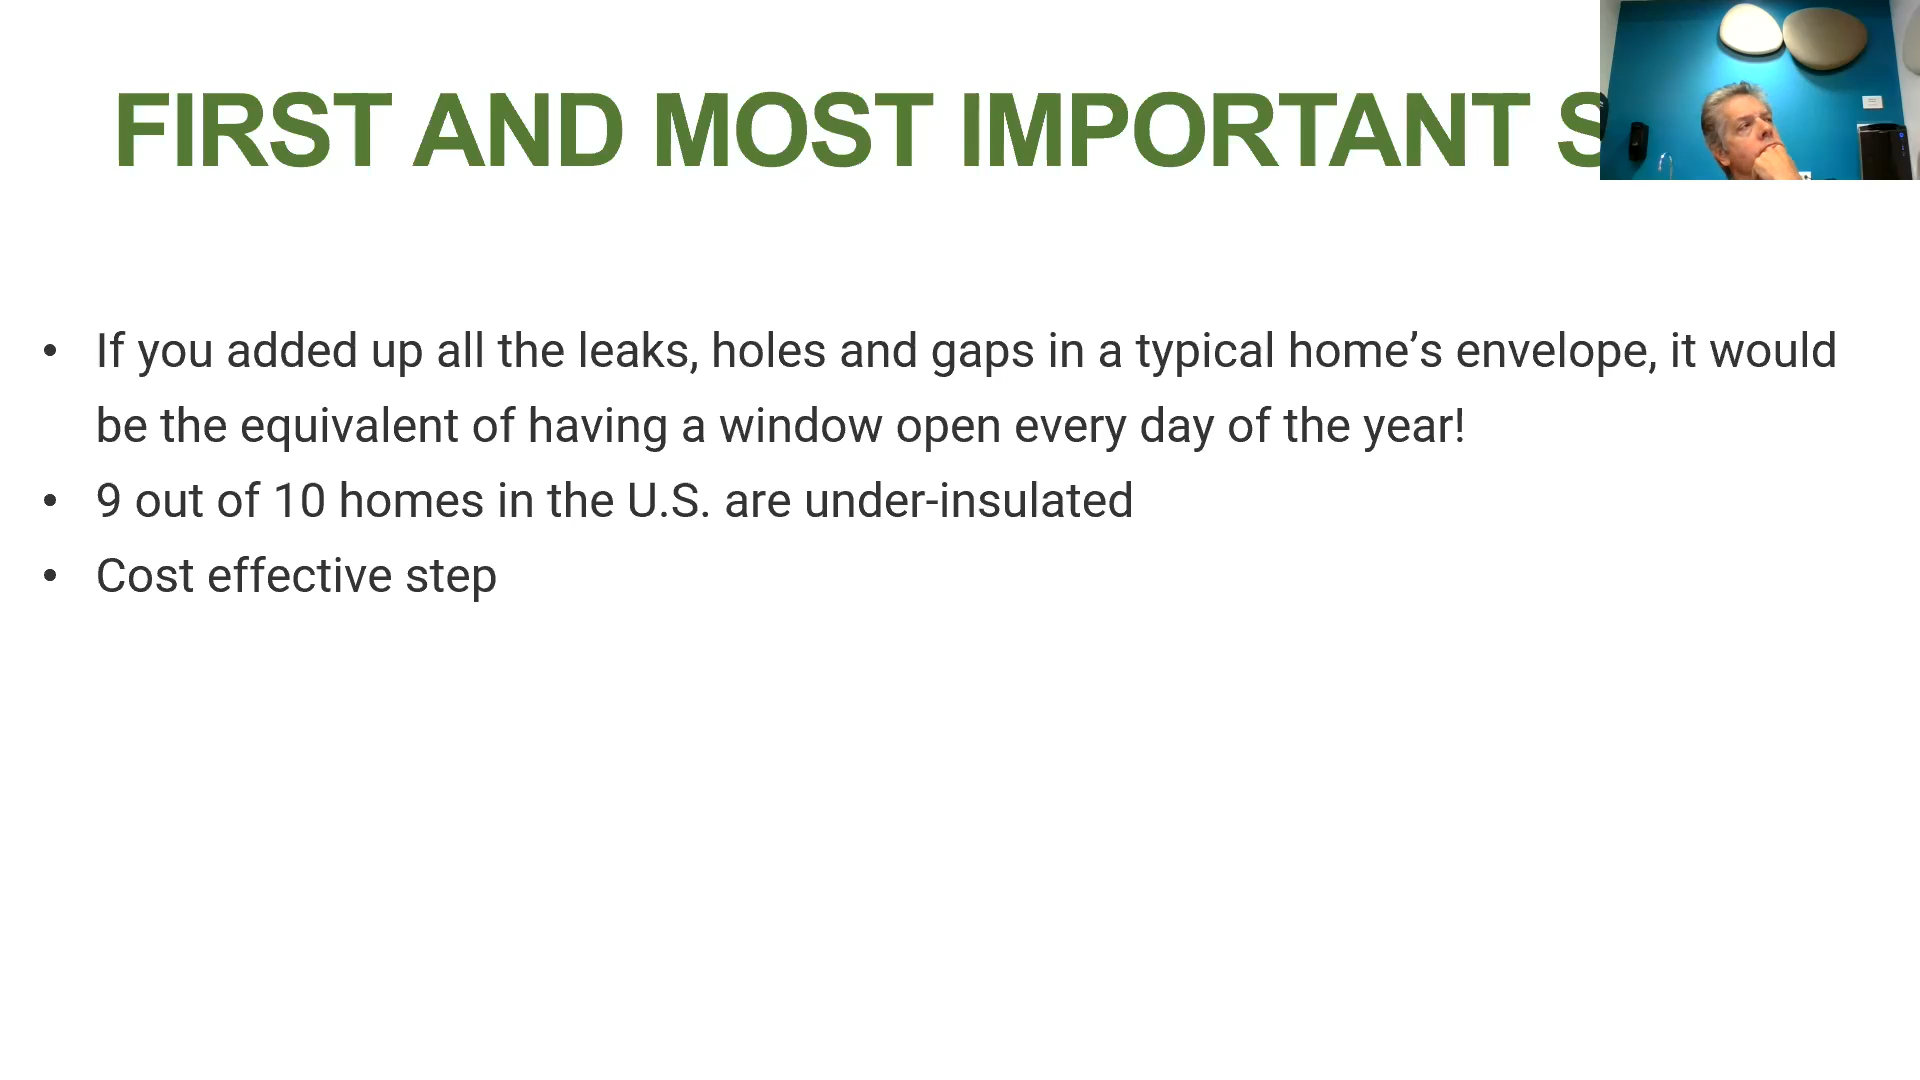 FIRST AND MOST IMPORTANT S
• If you added up all the leaks, holes and gaps in a typical home’s envelope, it would
be the equivalent of having a window open every day of the year!
• 9 out of 10 homes in the U.S. are under-insulated
• Cost effective step